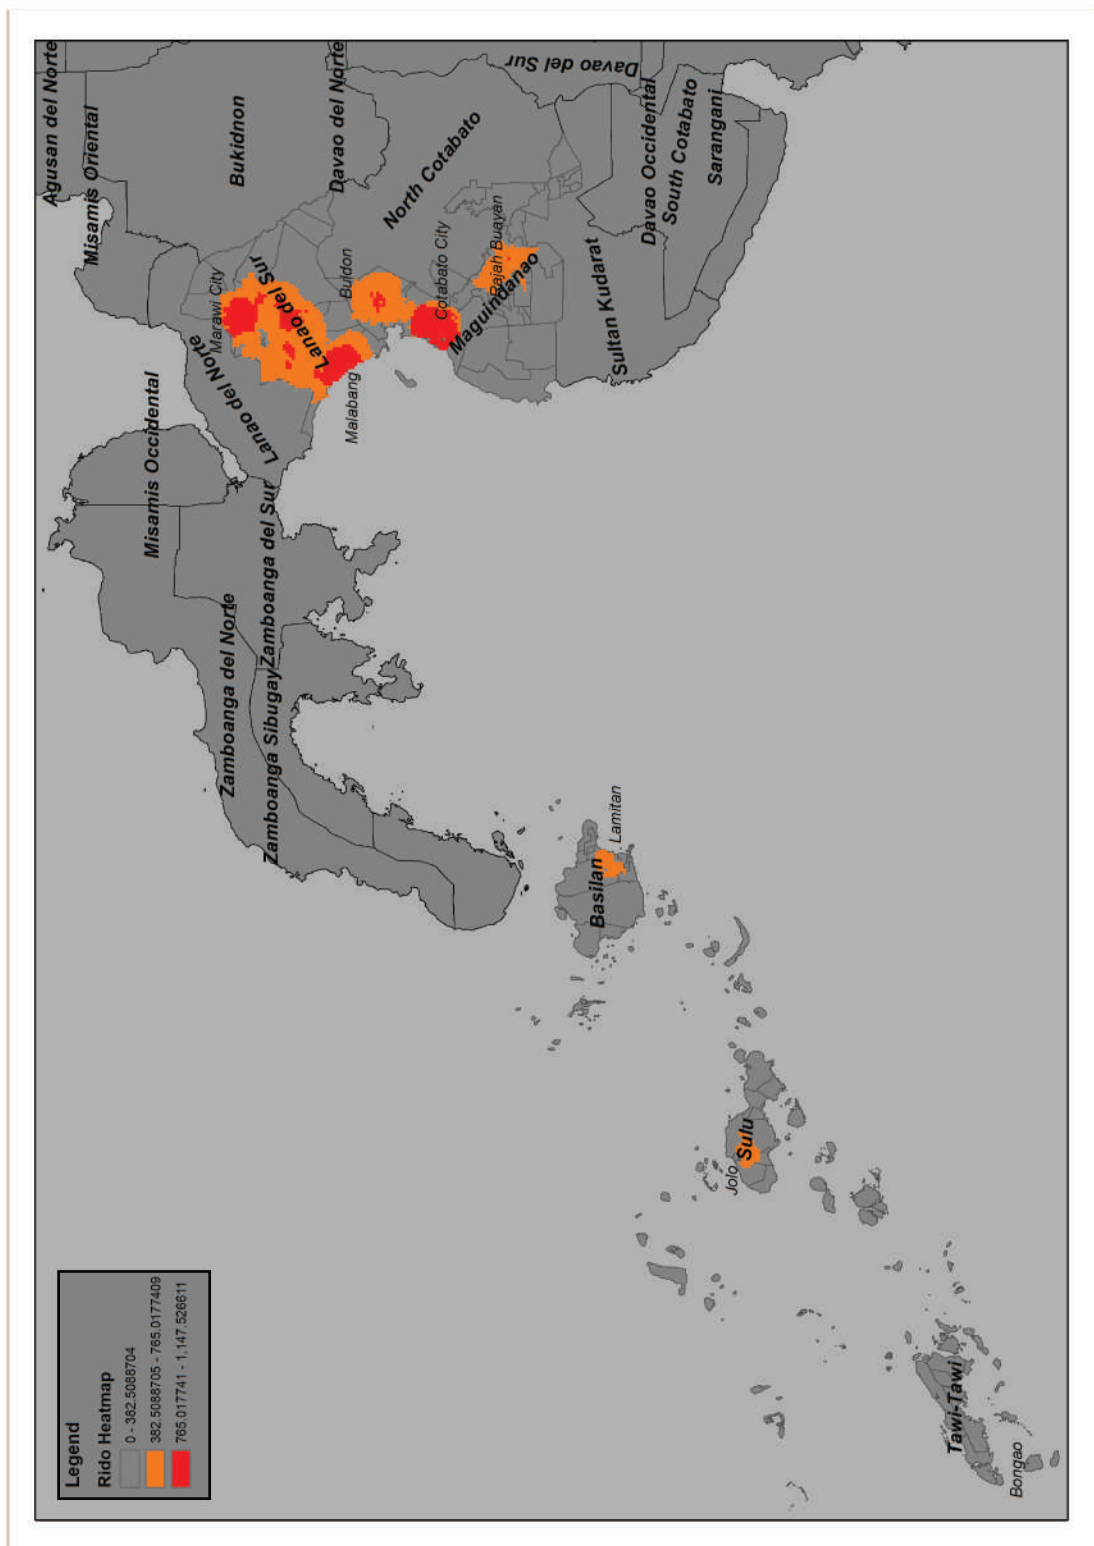 Legend
Rido Heatmap
0 - 382.5088704
382.5088705 - 765.0177409
765.017741 - 1,147.526611
Agusan del Norte
Misamis Oriental
Bukidnon
Davao del Norte
Davao del Sur
North Cotabato
Davao Occidental
South Cotabato
Sarangani
Marawi City
Lanao del Sur
Buldon
Cotabato City
Rajah Buayan
Maguindanao
Sultan Kudarat
Lanao del Norte
Malabang
Misamis Occidental
Zamboanga del Norte
Zamboanga del Sur
Zamboanga Sibugay
Lamitan
Basilan
Jolo
Sulu
Tawi-Tawi
Bongao